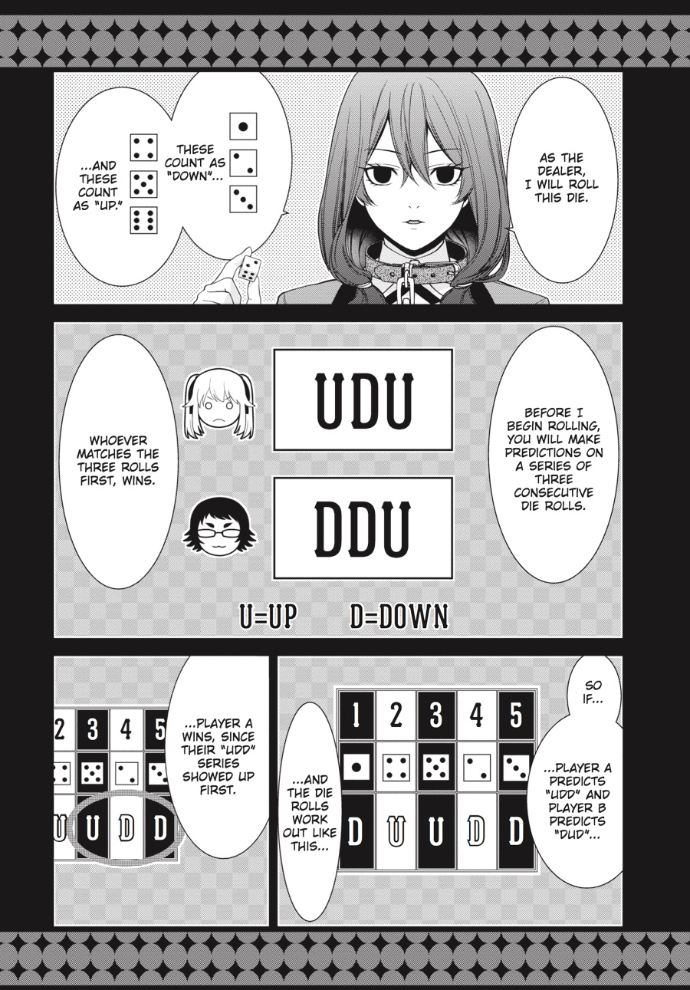 AS THE
DEALER,
I WILL ROLL
THIS DIE.
THESE
COUNT AS
"DOWN"...
...AND
THESE
COUNT
AS "UP."
BEFORE I
BEGIN ROLLING,
YOU WILL MAKE
PREDICTIONS ON
A SERIES OF
THREE
CONSECUTIVE
DIE ROLLS.
UDU
DDU
U=UP D=DOWN
WHOEVER
MATCHES THE
THREE ROLLS
FIRST, WINS.
SO
IF...
...PLAYER A
PREDICTS
"UDD" AND
PLAYER B
PREDICTS
"DUD"...
...AND
THE DIE
ROLLS
WORK
OUT LIKE
THIS...
1 2 3 4 5
D U U D D
...PLAYER A
WINS, SINCE
THEIR "UDD"
SERIES
SHOWED UP
FIRST.
2 3 4 5
U U D D